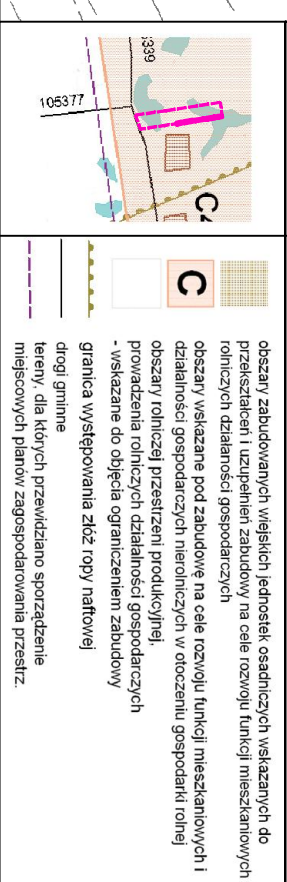 339
105377
C2
obszary zabudowanych wiejskich jednostek osadniczych wskazanych do
przekształceń i uzupełnień zabudowy na cele rozwoju funkcji mieszkaniowych
rolniczych działaności gospodarczych
C
obszary wskazane pod zabudowę na cele rozwoju funkcji mieszkaniowych i
działalności gospodarczych nierolniczych w otoczeniu gospodarki rolnej
obszary rolniczej przestrzeni produkcyjnej,
prowadzenia rolniczych działalności gospodarczych
- wskazane do objęcia ograniczeniem zabudowy
granica występowania złóż ropy naftowej
drogi gminne
tereny, dla których przewidziano sporządzenie
miejscowych planów zagospodarowania przestrz.